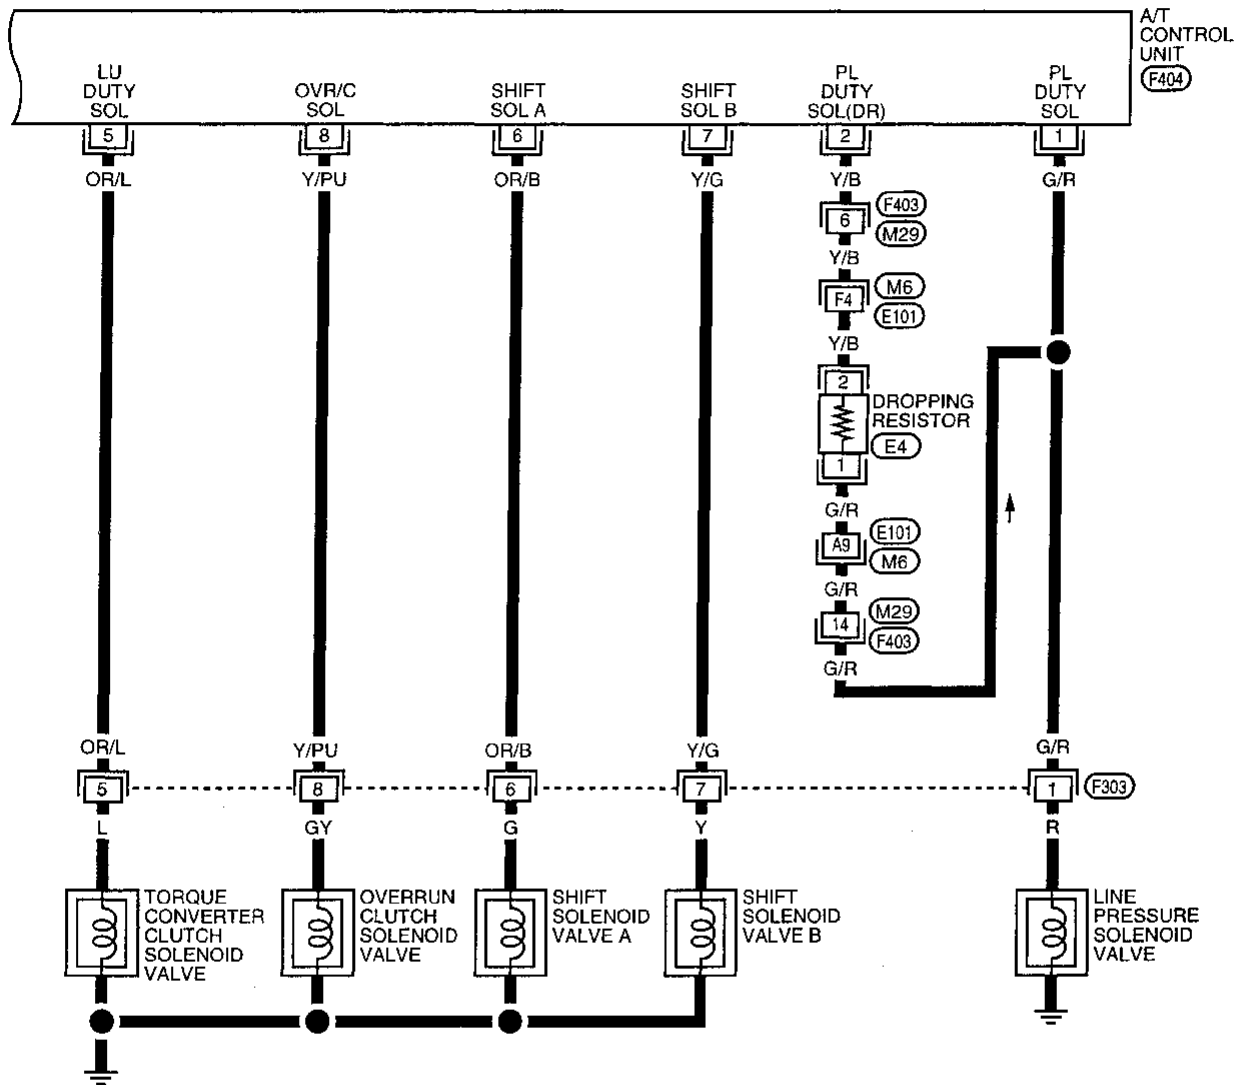 A/T
CONTROL
UNIT
F404
LU
DUTY
SOL
OVR/C
SOL
SHIFT
SOL A
SHIFT
SOL B
PL
DUTY
SOL(DR)
PL
DUTY
SOL
5
8
6
7
2
1
OR/L
Y/PU
OR/B
Y/G
Y/B
G/R
6
F403
M29
Y/B
F4
M6
E101
Y/B
2
DROPPING
RESISTOR
E4
1
G/R
A9
E101
M6
G/R
14
M29
F403
G/R
OR/L
Y/PU
OR/B
Y/G
G/R
5
8
6
7
1
F303
L
GY
G
Y
R
TORQUE
CONVERTER
CLUTCH
SOLENOID
VALVE
OVERRUN
CLUTCH
SOLENOID
VALVE
SHIFT
SOLENOID
VALVE A
SHIFT
SOLENOID
VALVE B
LINE
PRESSURE
SOLENOID
VALVE